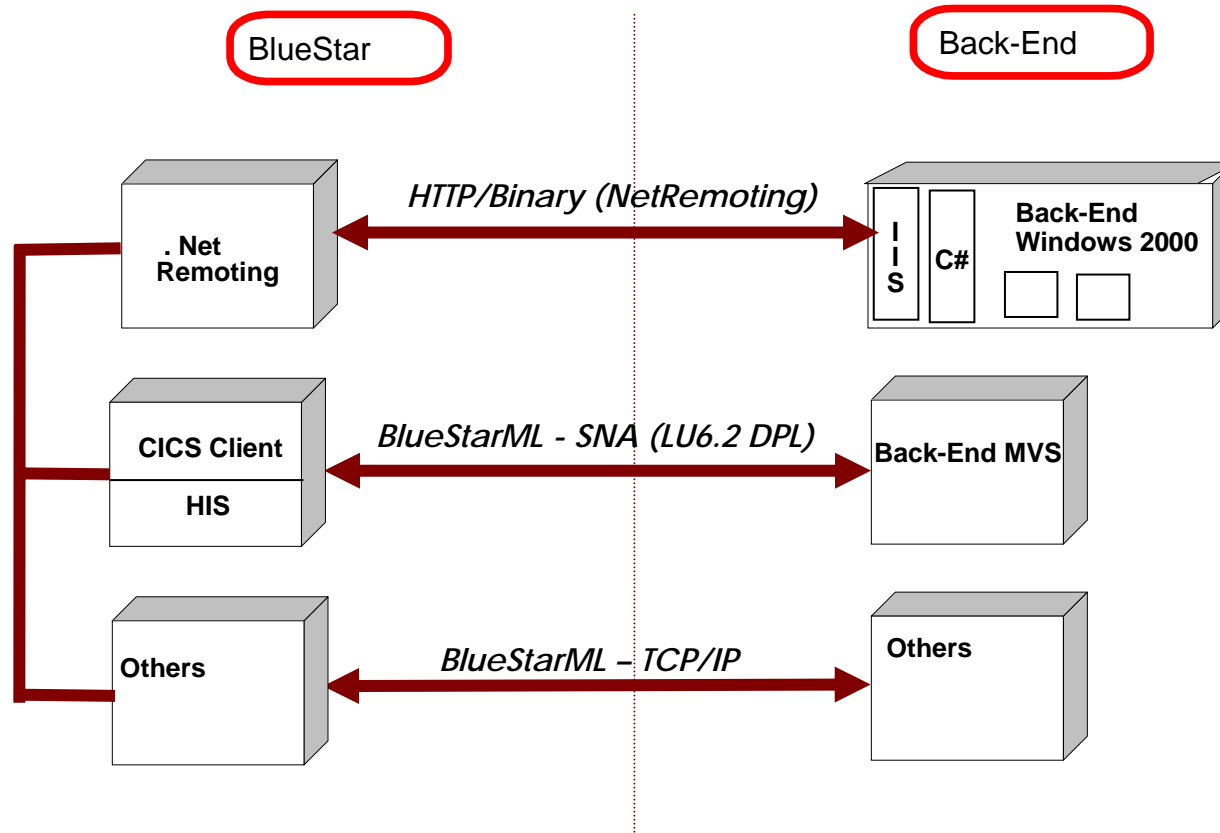 BlueStar
Back-End
HTTP/Binary (NetRemoting)
. Net
Remoting
I
I
S
C#
Back-End
Windows 2000
BlueStarML - SNA (LU6.2 DPL)
CICS Client
HIS
Back-End MVS
BlueStarML – TCP/IP
Others
Others